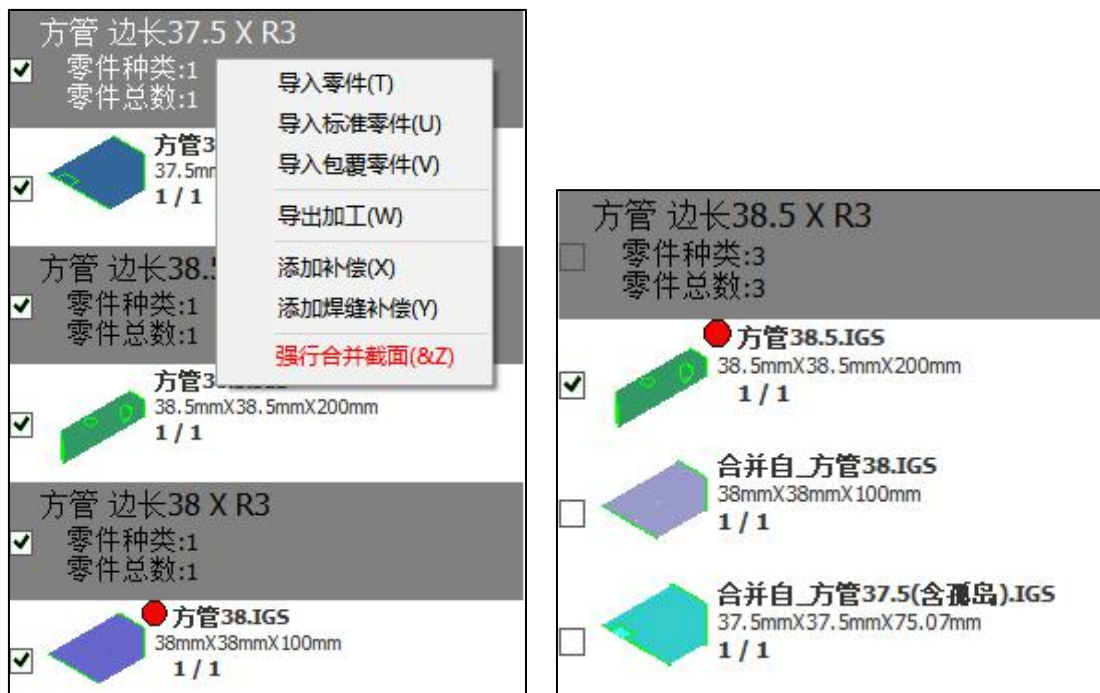 方管 边长37.5 X R3
零件种类:1
零件总数:1
导入零件(T)
导入标准零件(U)
导入包覆零件(V)
导出加工(W)
添加补偿(X)
添加焊缝补偿(Y)
强行合并截面(&Z)
方管3
37.5mm
1 / 1
方管 边长38.5
零件种类:1
零件总数:1
方管3
38.5mmX38.5mmX200mm
1 / 1
方管 边长38 X R3
零件种类:1
零件总数:1
方管38.IGS
38mmX38mmX100mm
1 / 1
方管 边长38.5 X R3
零件种类:3
零件总数:3
方管38.5.IGS
38.5mmX38.5mmX200mm
1 / 1
合并自_方管38.IGS
38mmX38mmX100mm
1 / 1
合并自_方管37.5(含孤岛).IGS
37.5mmX37.5mmX75.07mm
1 / 1